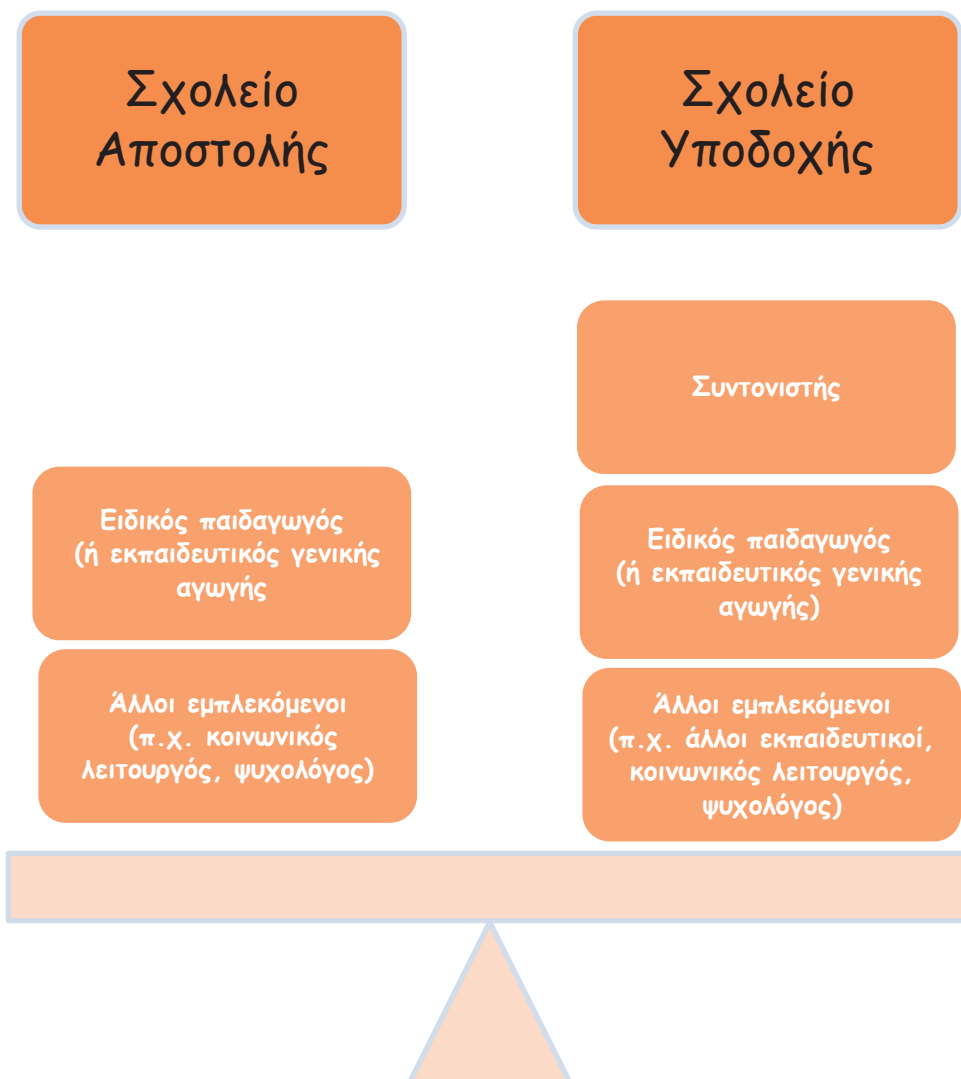 Σχολείο
Αποστολής
Σχολείο
Υποδοχής
Συντονιστής
Ειδικός παιδαγωγός
(ή εκπαιδευτικός γενικής
αγωγής
Ειδικός παιδαγωγός
(ή εκπαιδευτικός γενικής
αγωγής)
Άλλοι εμπλεκόμενοι
(π.χ. κοινωνικός
λειτουργός, ψυχολόγος)
Άλλοι εμπλεκόμενοι
(π.χ. άλλοι εκπαιδευτικοί,
κοινωνικός λειτουργός,
ψυχολόγος)